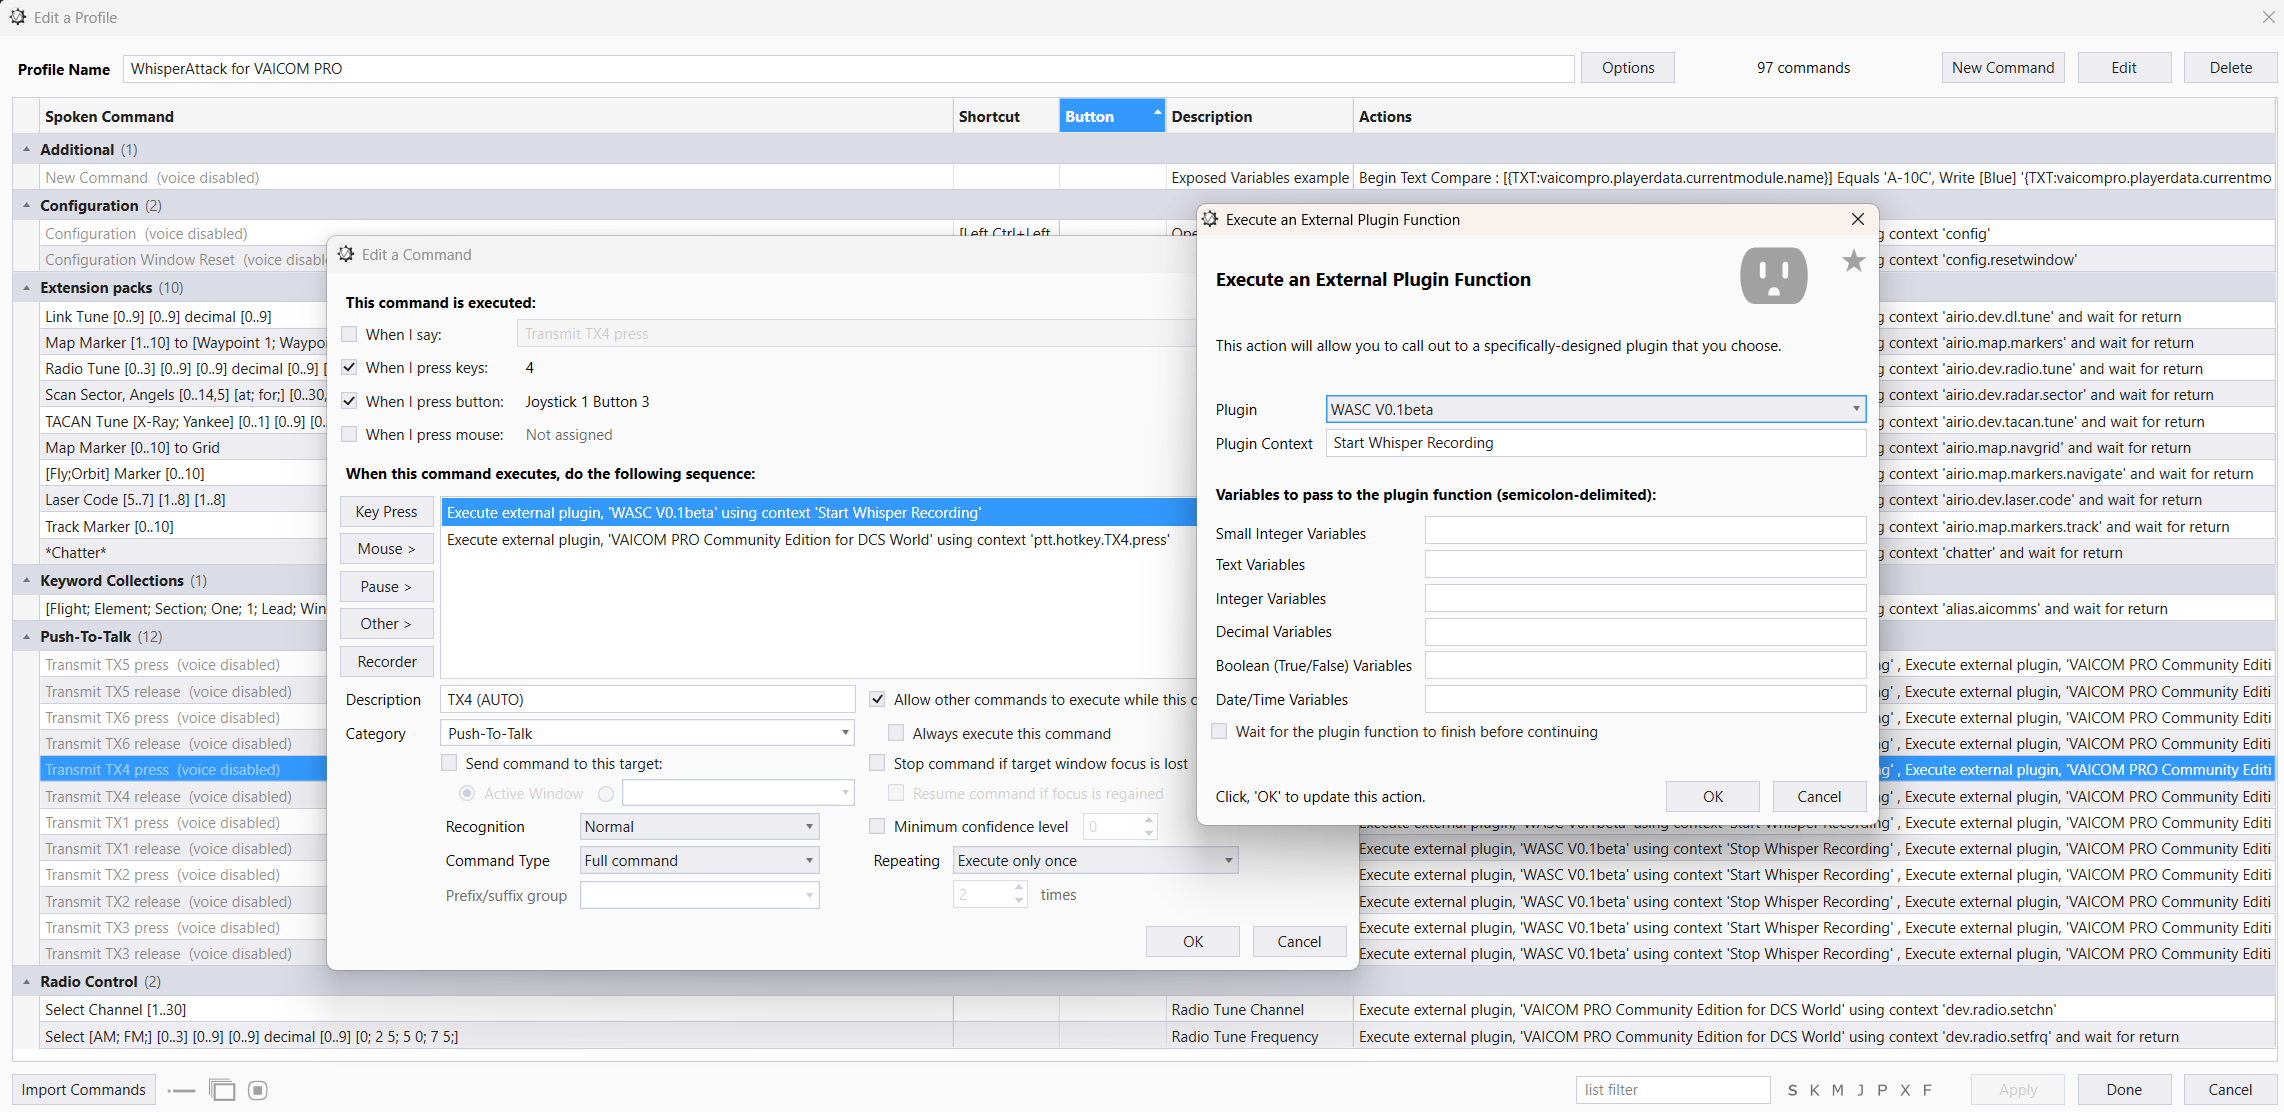 Edit a Profile
Profile Name WhisperAttack for VAICOM PRO Options 97 commands New Command Edit Delete
Spoken Command Shortcut Button Description Actions
Additional (1)
New Command (voice disabled) Exposed Variables example Begin Text Compare : [{TXT:vaicompro.playerdata.currentmodule.name}] Equals 'A-10C', Write [Blue] '{TXT:vaicompro.playerdata.currentmo
Configuration (2)
Configuration (voice disabled) [Left Ctrl+Left Ope g context 'config'
Configuration Window Reset (voice disabl g context 'config.resetwindow'
Extension packs (10)
Link Tune [0..9] [0..9] decimal [0..9] g context 'airio.dev.dl.tune' and wait for return
Map Marker [1..10] to [Waypoint 1; Waypo g context 'airio.map.markers' and wait for return
Radio Tune [0..3] [0..9] [0..9] decimal [0..9] [ g context 'airio.dev.radio.tune' and wait for return
Scan Sector, Angels [0..14,5] [at; for;] [0..30, g context 'airio.dev.radar.sector' and wait for return
TACAN Tune [X-Ray; Yankee] [0..1] [0..9] [0.. g context 'airio.dev.tacan.tune' and wait for return
Map Marker [0..10] to Grid g context 'airio.map.navgrid' and wait for return
[Fly;Orbit] Marker [0..10] g context 'airio.map.markers.navigate' and wait for return
Laser Code [5..7] [1..8] [1..8] g context 'airio.dev.laser.code' and wait for return
Track Marker [0..10] g context 'airio.map.markers.track' and wait for return
*Chatter* g context 'chatter' and wait for return
Keyword Collections (1)
[Flight; Element; Section; One; 1; Lead; Win g context 'alias.aicomms' and wait for return
Push-To-Talk (12)
Transmit TX5 press (voice disabled) ng' , Execute external plugin, 'VAICOM PRO Community Editi
Transmit TX5 release (voice disabled) ng' , Execute external plugin, 'VAICOM PRO Community Editi
Transmit TX6 press (voice disabled) ng' , Execute external plugin, 'VAICOM PRO Community Editi
Transmit TX6 release (voice disabled) ng' , Execute external plugin, 'VAICOM PRO Community Editi
Transmit TX4 press (voice disabled) ng' , Execute external plugin, 'VAICOM PRO Community Editi
Transmit TX4 release (voice disabled) ng' , Execute external plugin, 'VAICOM PRO Community Editi
Transmit TX1 press (voice disabled) Execute external plugin, 'WASC V0.1beta' using context 'Start Whisper Recording' , Execute external plugin, 'VAICOM PRO Community Editi
Transmit TX1 release (voice disabled) Execute external plugin, 'WASC V0.1beta' using context 'Stop Whisper Recording' , Execute external plugin, 'VAICOM PRO Community Editi
Transmit TX2 press (voice disabled) Execute external plugin, 'WASC V0.1beta' using context 'Start Whisper Recording' , Execute external plugin, 'VAICOM PRO Community Editi
Transmit TX2 release (voice disabled) Execute external plugin, 'WASC V0.1beta' using context 'Stop Whisper Recording' , Execute external plugin, 'VAICOM PRO Community Editi
Transmit TX3 press (voice disabled) Execute external plugin, 'WASC V0.1beta' using context 'Start Whisper Recording' , Execute external plugin, 'VAICOM PRO Community Editi
Transmit TX3 release (voice disabled) Execute external plugin, 'WASC V0.1beta' using context 'Stop Whisper Recording' , Execute external plugin, 'VAICOM PRO Community Editi
Radio Control (2)
Select Channel [1..30] Radio Tune Channel Execute external plugin, 'VAICOM PRO Community Edition for DCS World' using context 'dev.radio.setchn'
Select [AM; FM;] [0..3] [0..9] [0..9] decimal [0..9] [0; 2 5; 5 0; 7 5;] Radio Tune Frequency Execute external plugin, 'VAICOM PRO Community Edition for DCS World' using context 'dev.radio.setfrq' and wait for return
Import Commands list filter S K M J P X F Apply Done Cancel
Edit a Command
This command is executed:
When I say: Transmit TX4 press
When I press keys: 4
When I press button: Joystick 1 Button 3
When I press mouse: Not assigned
When this command executes, do the following sequence:
Key Press Execute external plugin, 'WASC V0.1beta' using context 'Start Whisper Recording'
Execute external plugin, 'VAICOM PRO Community Edition for DCS World' using context 'ptt.hotkey.TX4.press'
Mouse >
Pause >
Other >
Recorder
Description TX4 (AUTO) Allow other commands to execute while this c
Category Push-To-Talk Always execute this command
Send command to this target: Stop command if target window focus is lost
Active Window Resume command if focus is regained
Recognition Normal Minimum confidence level 0
Command Type Full command Repeating Execute only once
Prefix/suffix group 2 times
OK Cancel
Execute an External Plugin Function
Execute an External Plugin Function
This action will allow you to call out to a specifically-designed plugin that you choose.
Plugin WASC V0.1beta
Plugin Context Start Whisper Recording
Variables to pass to the plugin function (semicolon-delimited):
Small Integer Variables
Text Variables
Integer Variables
Decimal Variables
Boolean (True/False) Variables
Date/Time Variables
Wait for the plugin function to finish before continuing
Click, 'OK' to update this action. OK Cancel